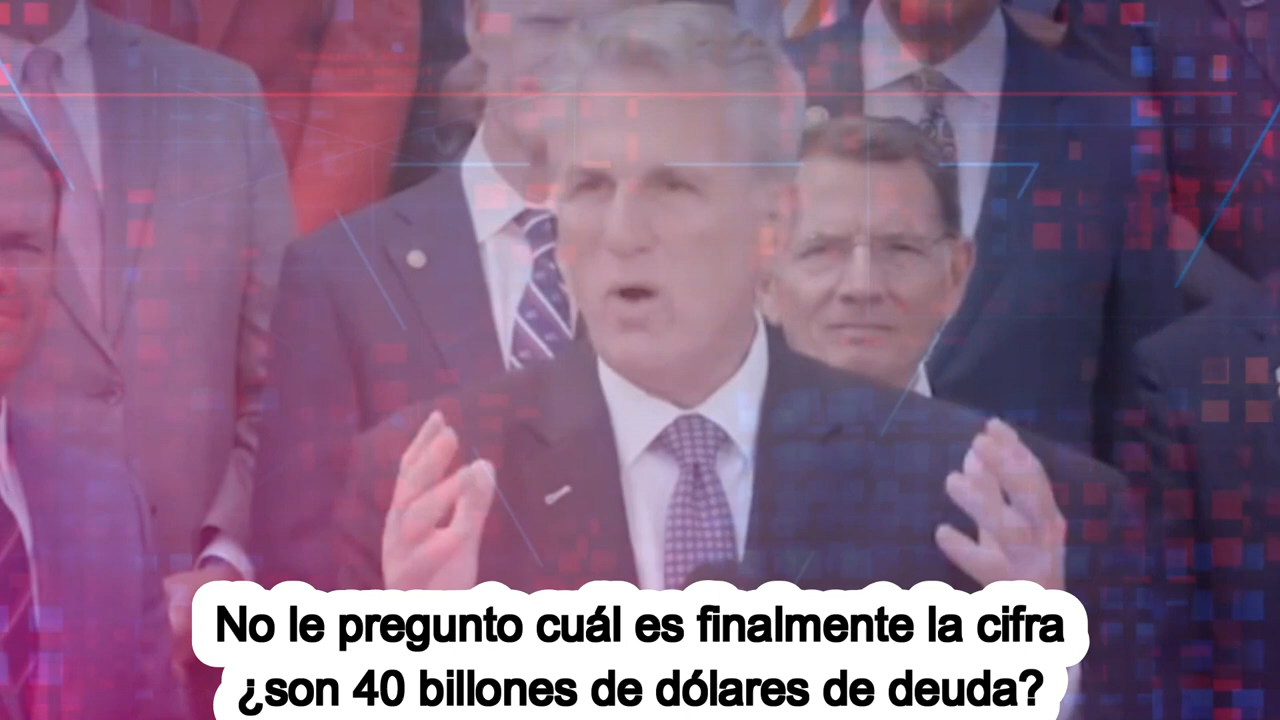 No le pregunto cuál es finalmente la cifra
¿son 40 billones de dólares de deuda?